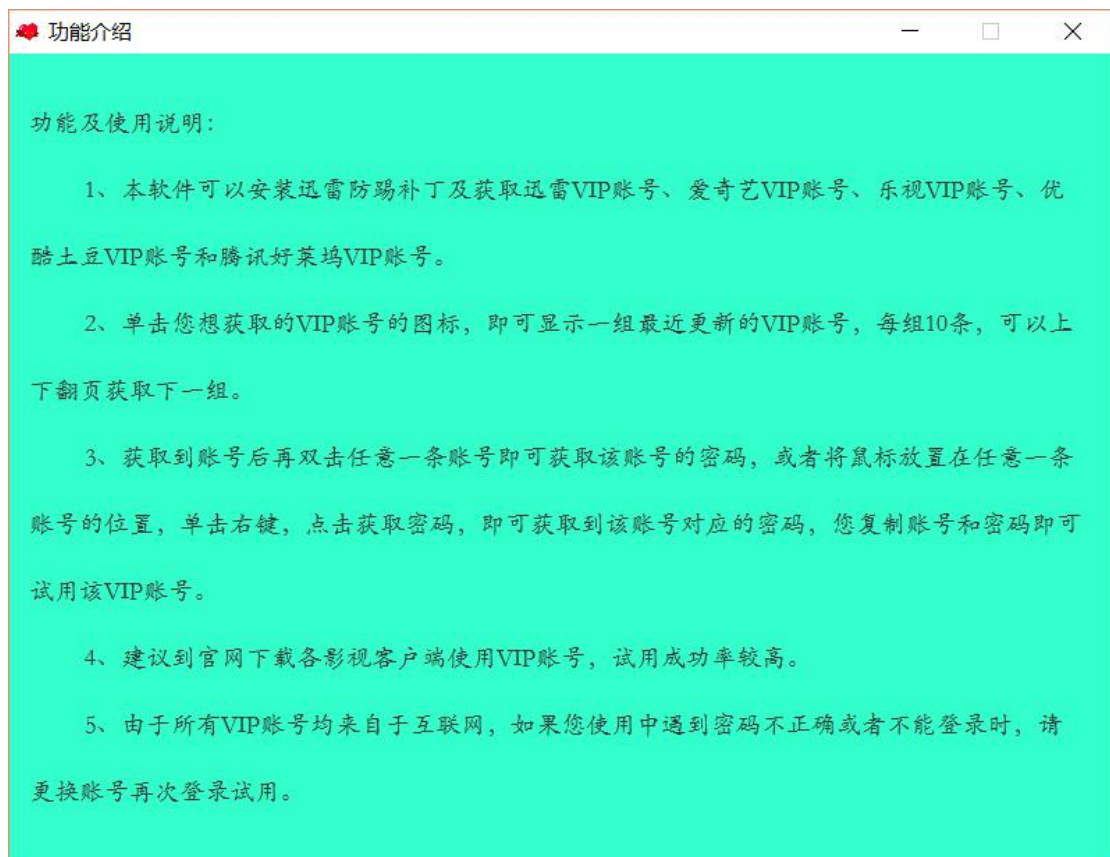 功能介绍
功能及使用说明：
1、本软件可以安装迅雷防踢补丁及获取迅雷VIP账号、爱奇艺VIP账号、乐视VIP账号、优
酷土豆VIP账号和腾讯好莱坞VIP账号。
2、单击您想获取的VIP账号的图标，即可显示一组最近更新的VIP账号，每组10条，可以上
下翻页获取下一组。
3、获取到账号后再双击任意一条账号即可获取该账号的密码，或者将鼠标放置在任意一条
账号的位置，单击右键，点击获取密码，即可获取到该账号对应的密码，您复制账号和密码即可
试用该VIP账号。
4、建议到官网下载各影视客户端使用VIP账号，试用成功率较高。
5、由于所有VIP账号均来自于互联网，如果您使用中遇到密码不正确或者不能登录时，请
更换账号再次登录试用。